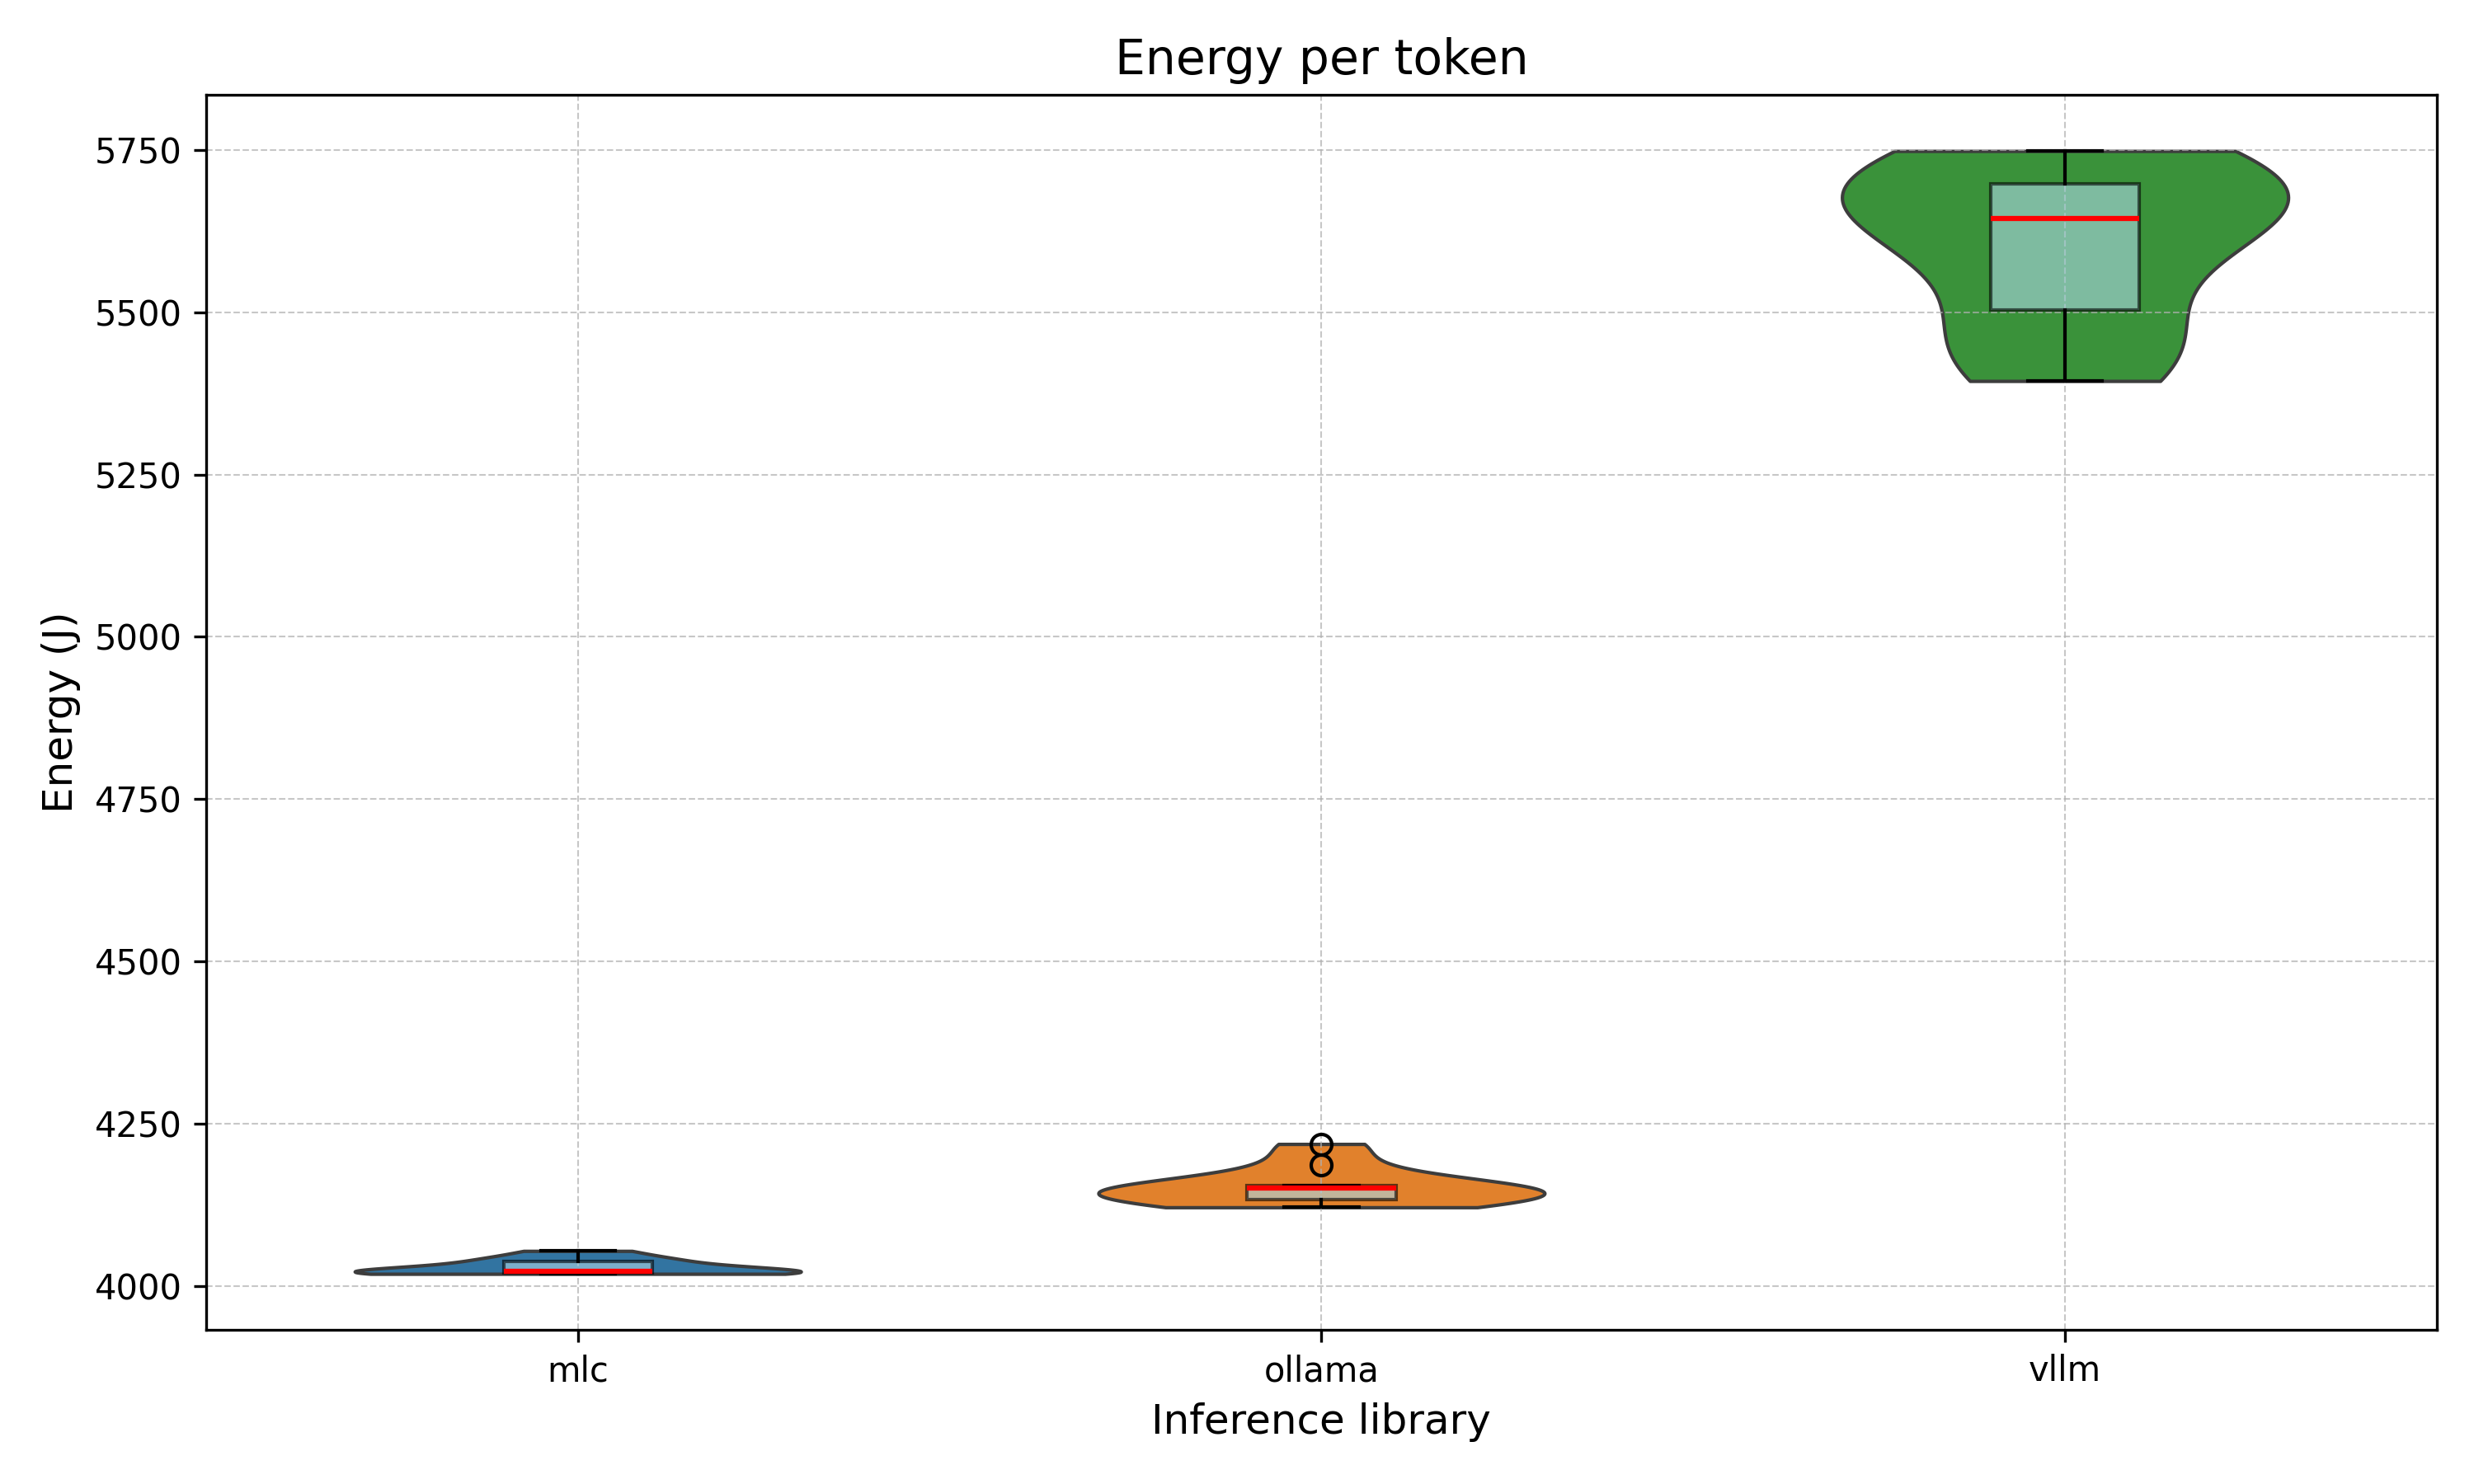 Energy per token
Energy (J)
5750
5500
5250
5000
4750
4500
4250
4000
mlc
ollama
vllm
Inference library